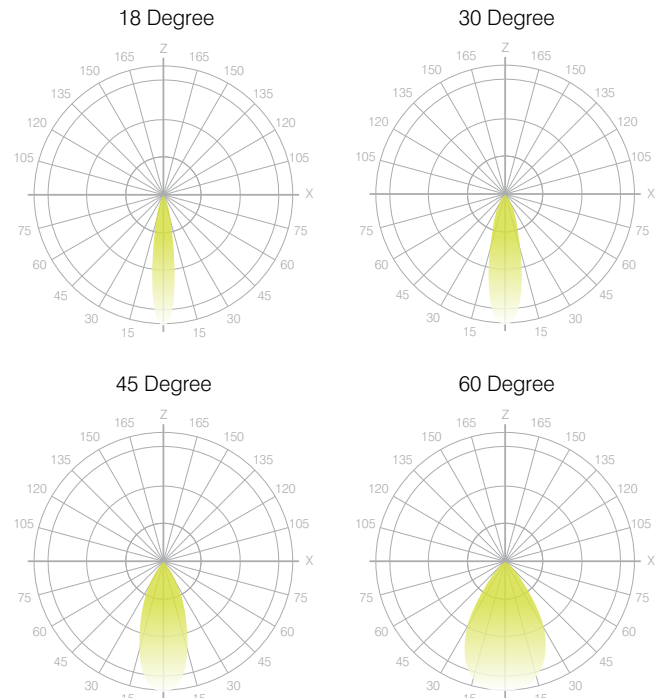 18 Degree 30 Degree
Z Z
165 165 165 165
150 150 150 150
135 135 135 135
120 120 120 120
105 105 105 105
X X
75 75 75 75
60 60 60 60
45 45 45 45
30 30 30 30
15 15 15 15
45 Degree 60 Degree
Z Z
165 165 165 165
150 150 150 150
135 135 135 135
120 120 120 120
105 105 105 105
X X
75 75 75 75
60 60 60 60
45 45 45 45
30 30 30 30
15 15 15 15